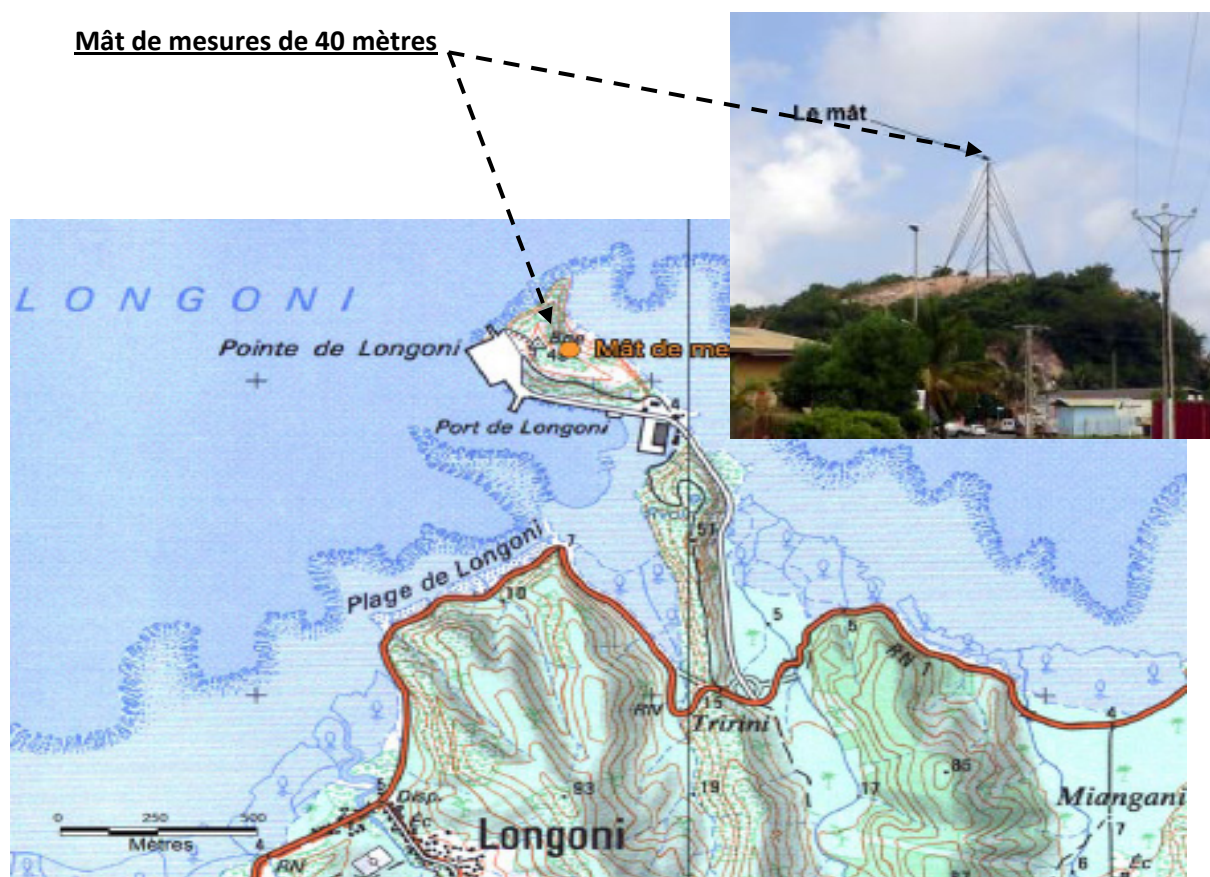 Mât de mesures de 40 mètres
Le mât
LONGONI
Pointe de Longoni
Mât de me
Port de Longoni
51
Plage de Longoni
7
10
5
5
RN 1
RN
15
Tririni
4
93
19
17
85
Miangani
7
5
Disp.
Éc.
Longoni
0 250 500
Mètres
4
RN
6
Éc